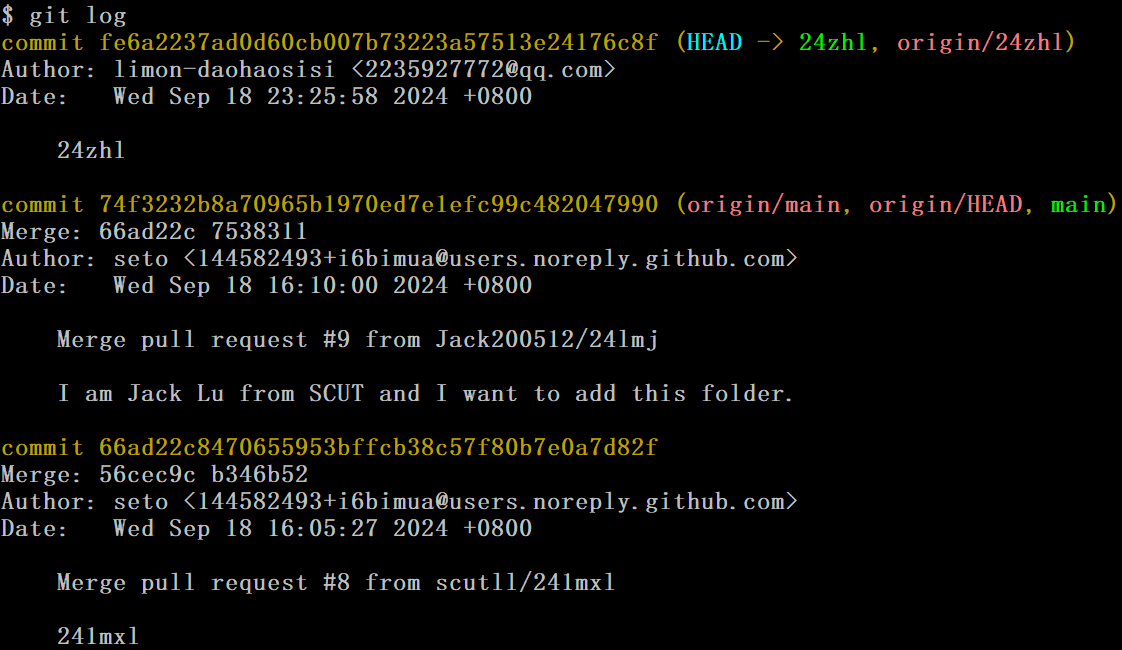 $ git log
commit fe6a2237ad0d60cb007b73223a57513e24176c8f (HEAD -> 24zhl, origin/24zhl)
Author: limon-daohaosisi <2235927772@qq.com>
Date:   Wed Sep 18 23:25:58 2024 +0800
24zhl
commit 74f3232b8a70965b1970ed7e1efc99c482047990 (origin/main, origin/HEAD, main)
Merge: 66ad22c 7538311
Author: seto <144582493+i6bimua@users.noreply.github.com>
Date:   Wed Sep 18 16:10:00 2024 +0800
Merge pull request #9 from Jack200512/24lmj
I am Jack Lu from SCUT and I want to add this folder.
commit 66ad22c8470655953bffcb38c57f80b7e0a7d82f
Merge: 56cec9c b346b52
Author: seto <144582493+i6bimua@users.noreply.github.com>
Date:   Wed Sep 18 16:05:27 2024 +0800
Merge pull request #8 from scutll/24lmxl
24lmxl